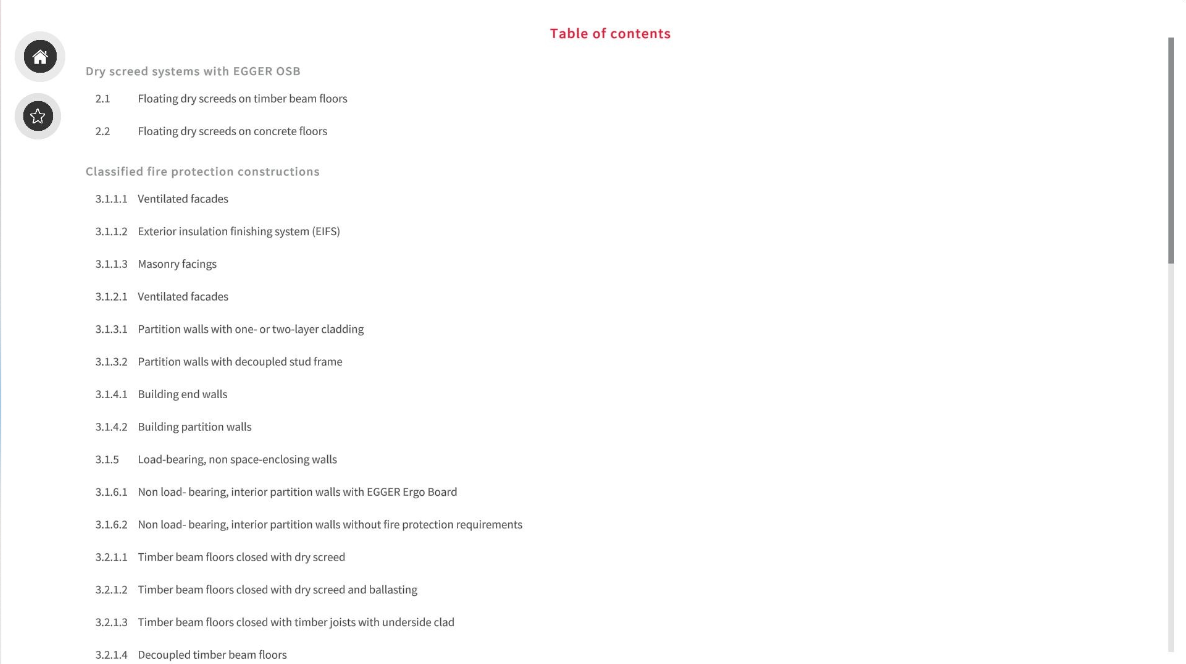 Table of contents
Dry screed systems with EGGER OSB
2.1 Floating dry screeds on timber beam floors
2.2 Floating dry screeds on concrete floors
Classified fire protection constructions
3.1.1.1 Ventilated facades
3.1.1.2 Exterior insulation finishing system (EIFS)
3.1.1.3 Masonry facings
3.1.2.1 Ventilated facades
3.1.3.1 Partition walls with one- or two-layer cladding
3.1.3.2 Partition walls with decoupled stud frame
3.1.4.1 Building end walls
3.1.4.2 Building partition walls
3.1.5 Load-bearing, non space-enclosing walls
3.1.6.1 Non load- bearing, interior partition walls with EGGER Ergo Board
3.1.6.2 Non load- bearing, interior partition walls without fire protection requirements
3.2.1.1 Timber beam floors closed with dry screed
3.2.1.2 Timber beam floors closed with dry screed and ballasting
3.2.1.3 Timber beam floors closed with timber joists with underside clad
3.2.1.4 Decoupled timber beam floors